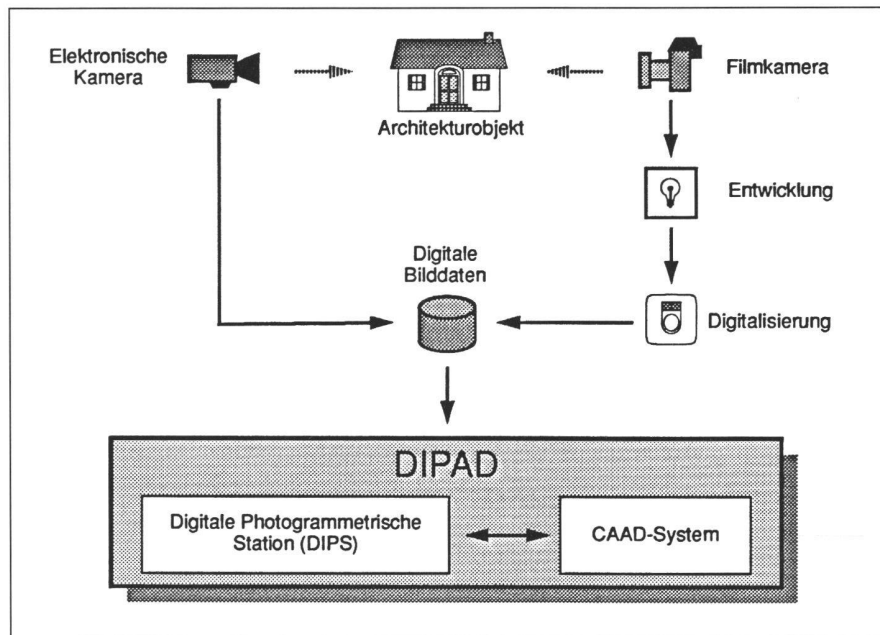 Elektronische
Kamera
Filmkamera
Architekturobjekt
Entwicklung
Digitale
Bilddaten
Digitalisierung
DIPAD
Digitale Photogrammetrische
Station (DIPS)
CAAD-System